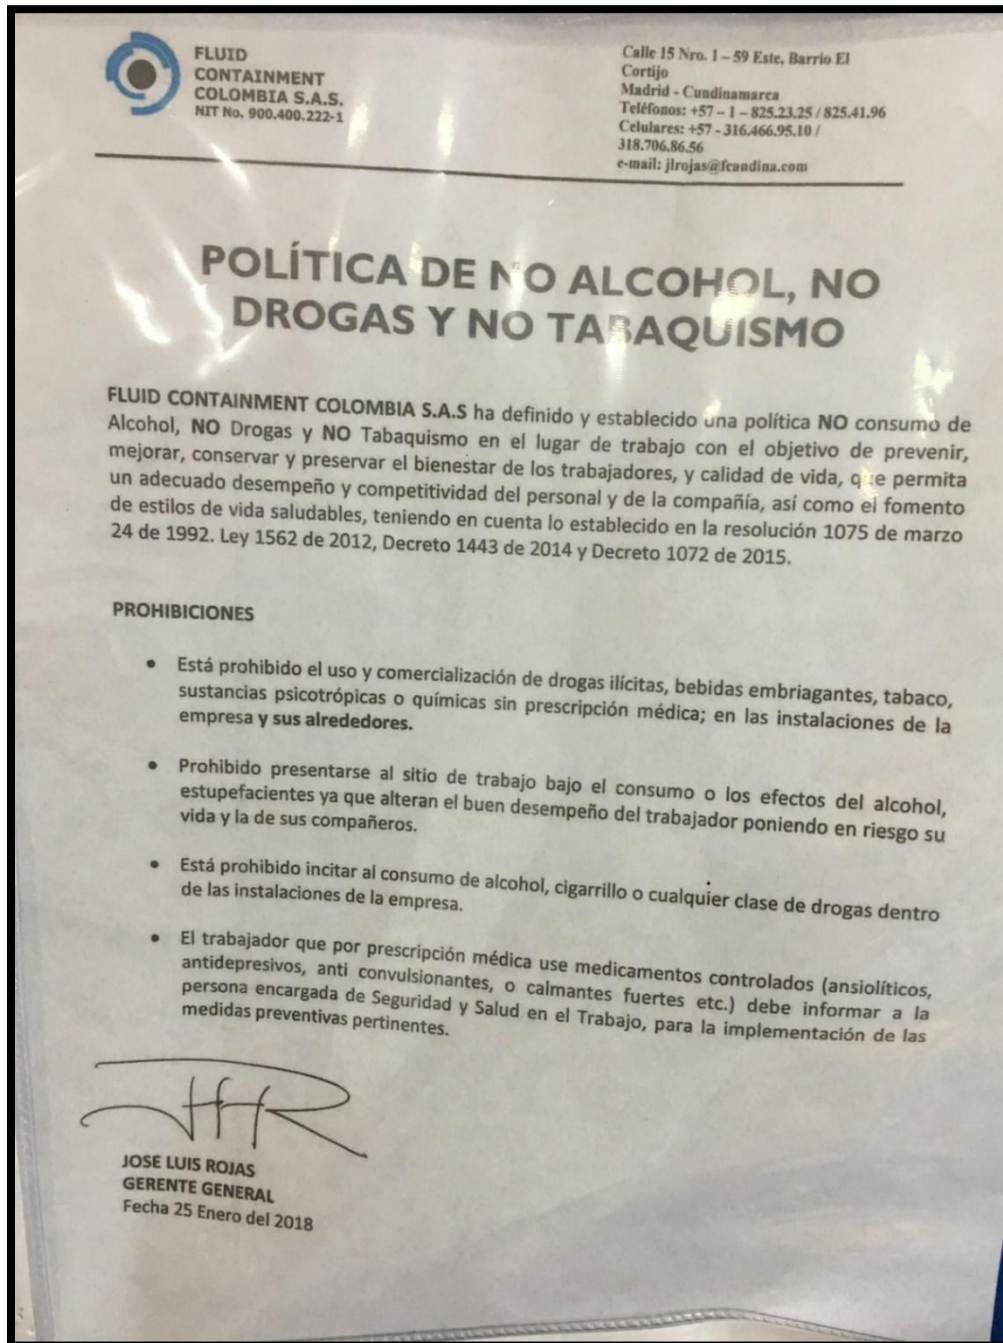 FLUID
CONTAINMENT
COLOMBIA S.A.S.
NIT No. 900.400.222-1
Calle 15 Nro. 1 – 59 Este, Barrio El
Cortijo
Madrid - Cundinamarca
Teléfonos: +57 – 1 – 825.23.25 / 825.41.96
Celulares: +57 - 316.466.95.10 /
318.706.86.56
e-mail: jlrojas@fcandina.com
POLÍTICA DE NO ALCOHOL, NO
DROGAS Y NO TABAQUISMO
FLUID CONTAINMENT COLOMBIA S.A.S ha definido y establecido una política NO consumo de
Alcohol, NO Drogas y NO Tabaquismo en el lugar de trabajo con el objetivo de prevenir,
mejorar, conservar y preservar el bienestar de los trabajadores, y calidad de vida, que permita
un adecuado desempeño y competitividad del personal y de la compañía, así como el fomento
de estilos de vida saludables, teniendo en cuenta lo establecido en la resolución 1075 de marzo
24 de 1992. Ley 1562 de 2012, Decreto 1443 de 2014 y Decreto 1072 de 2015.
PROHIBICIONES
• Está prohibido el uso y comercialización de drogas ilícitas, bebidas embriagantes, tabaco,
sustancias psicotrópicas o químicas sin prescripción médica; en las instalaciones de la
empresa y sus alrededores.
• Prohibido presentarse al sitio de trabajo bajo el consumo o los efectos del alcohol,
estupefacientes ya que alteran el buen desempeño del trabajador poniendo en riesgo su
vida y la de sus compañeros.
• Está prohibido incitar al consumo de alcohol, cigarrillo o cualquier clase de drogas dentro
de las instalaciones de la empresa.
• El trabajador que por prescripción médica use medicamentos controlados (ansiolíticos,
antidepresivos, anti convulsionantes, o calmantes fuertes etc.) debe informar a la
persona encargada de Seguridad y Salud en el Trabajo, para la implementación de las
medidas preventivas pertinentes.
JOSE LUIS ROJAS
GERENTE GENERAL
Fecha 25 Enero del 2018